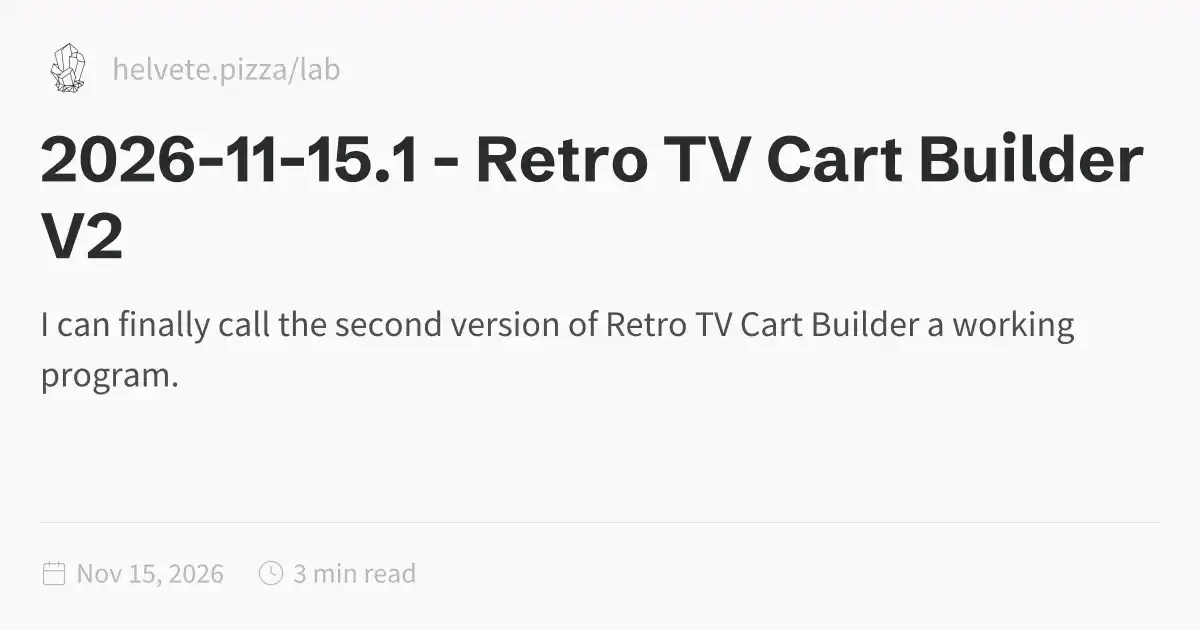 helvete.pizza/lab
2026-11-15.1 - Retro TV Cart Builder
V2
I can finally call the second version of Retro TV Cart Builder a working
program.
Nov 15, 2026 3 min read